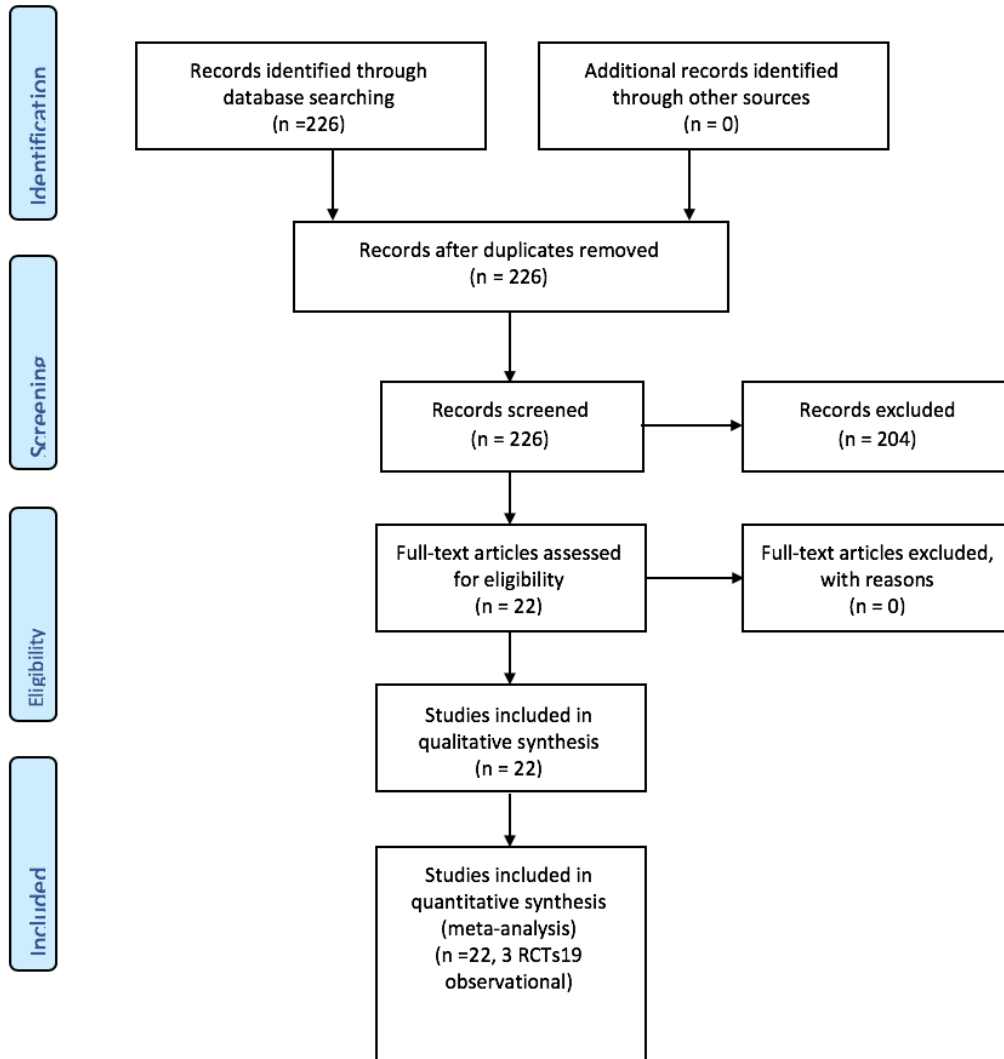 Identification
Records identified through
database searching
(n =226)
Additional records identified
through other sources
(n = 0)
Records after duplicates removed
(n = 226)
Screening
Records screened
(n = 226)
Records excluded
(n = 204)
Eligibility
Full-text articles assessed
for eligibility
(n = 22)
Full-text articles excluded,
with reasons
(n = 0)
Studies included in
qualitative synthesis
(n = 22)
Included
Studies included in
quantitative synthesis
(meta-analysis)
(n =22, 3 RCTs19
observational)